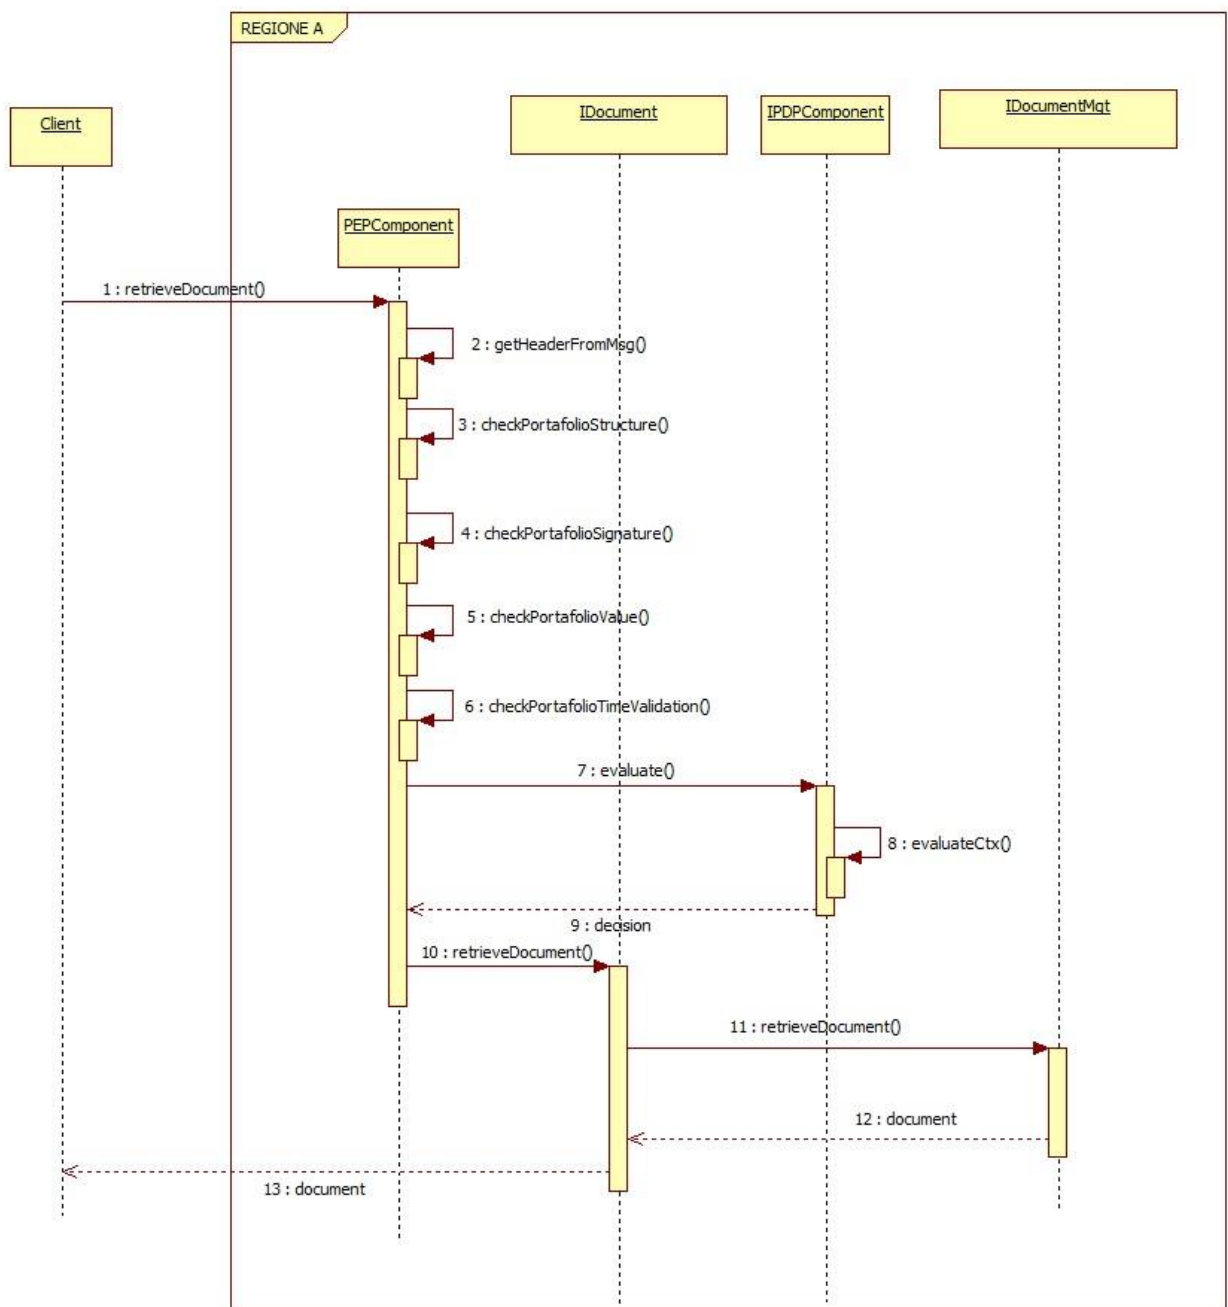 REGIONE A
Client
IDocument
IPDPComponent
IDocumentMgt
PEPComponent
1 : retrieveDocument()
2 : getHeaderFromMsg()
3 : checkPortafolioStructure()
4 : checkPortafolioSignature()
5 : checkPortafolioValue()
6 : checkPortafolioTimeValidation()
7 : evaluate()
8 : evaluateCtx()
9 : decision
10 : retrieveDocument()
11 : retrieveDocument()
12 : document
13 : document